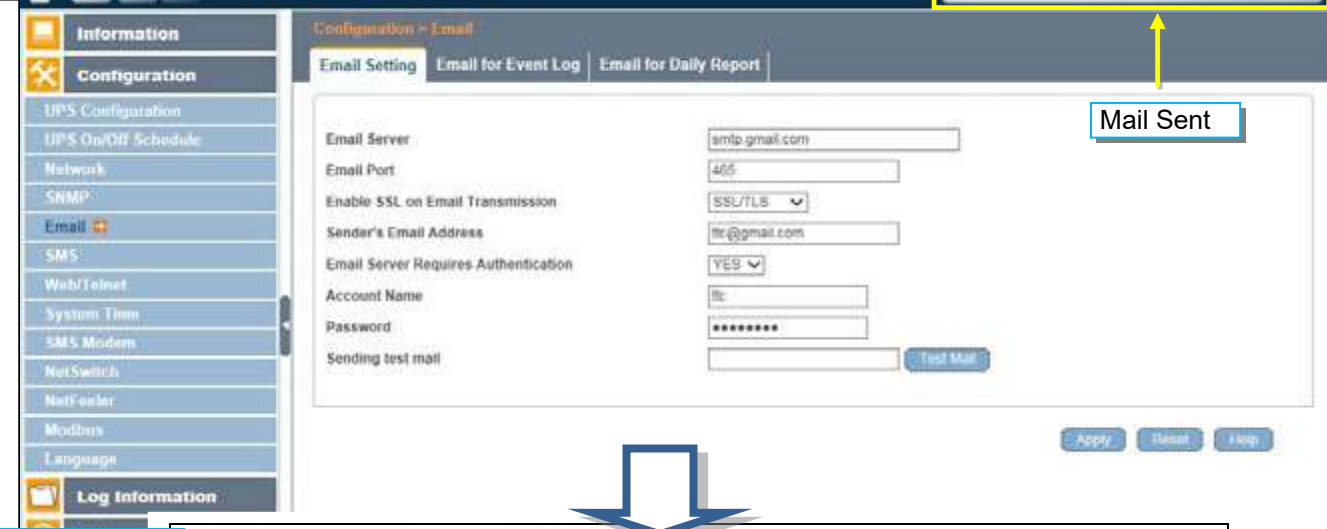 Information
Configuration
UPS Configuration
UPS On/Off Schedule
Network
SNMP
Email
SMS
Web/Telnet
System Time
SMS Modem
NetSwitch
NetFeeler
Modbus
Language
Log Information
Configuration > Email
Email Setting Email for Event Log Email for Daily Report
Mail Sent
Email Server smtp.gmail.com
Email Port 465
Enable SSL on Email Transmission SSL/TLS
Sender's Email Address @gmail.com
Email Server Requires Authentication YES
Account Name
Password ••••••••
Sending test mail Test Mail
Apply Reset Help